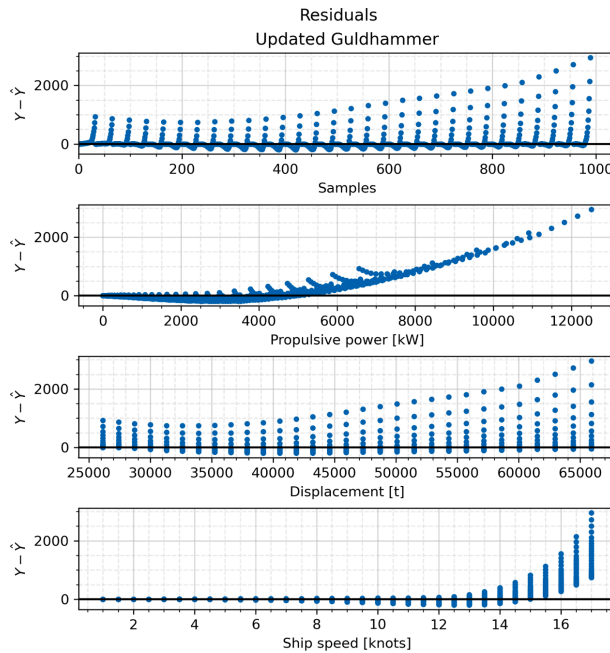 Residuals
Updated Guldhammer
Y − Ŷ
2000
0
0 200 400 600 800 1000
Samples
Y − Ŷ
2000
0
0 2000 4000 6000 8000 10000 12000
Propulsive power [kW]
Y − Ŷ
2000
0
25000 30000 35000 40000 45000 50000 55000 60000 65000
Displacement [t]
Y − Ŷ
2000
0
2 4 6 8 10 12 14 16
Ship speed [knots]